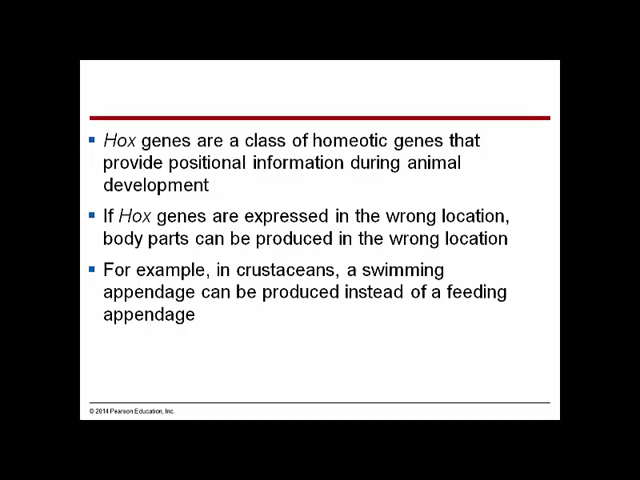 Hox genes are a class of homeotic genes that
provide positional information during animal
development
If Hox genes are expressed in the wrong location,
body parts can be produced in the wrong location
For example, in crustaceans, a swimming
appendage can be produced instead of a feeding
appendage
© 2014 Pearson Education, Inc.